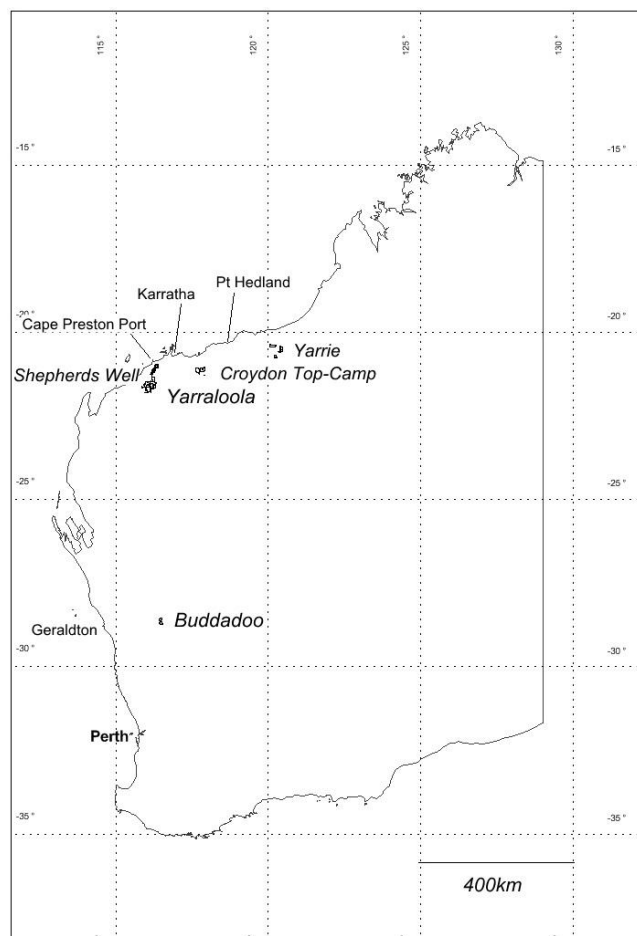 115 °
120 °
125 °
130 °
-15 °
-15 °
Pt Hedland
Karratha
Cape Preston Port
-20 °
-20 °
Yarrie
Shepherds Well
Croydon Top-Camp
Yarraloola
-25 °
-25 °
Buddadoo
Geraldton
-30 °
-30 °
Perth
-35 °
-35 °
400km